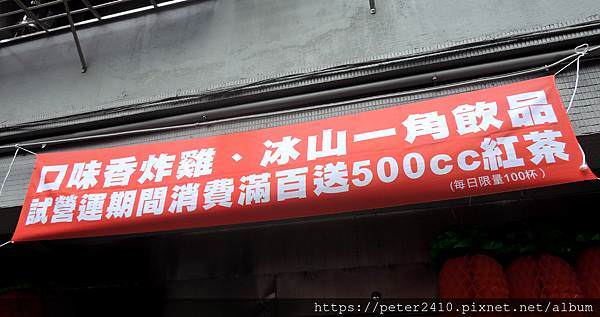 口味香炸雞、冰山一角飲品
試營運期間消費滿百送500cc紅茶
(每日限量100杯)
https://peter2410.pixnet.net/album